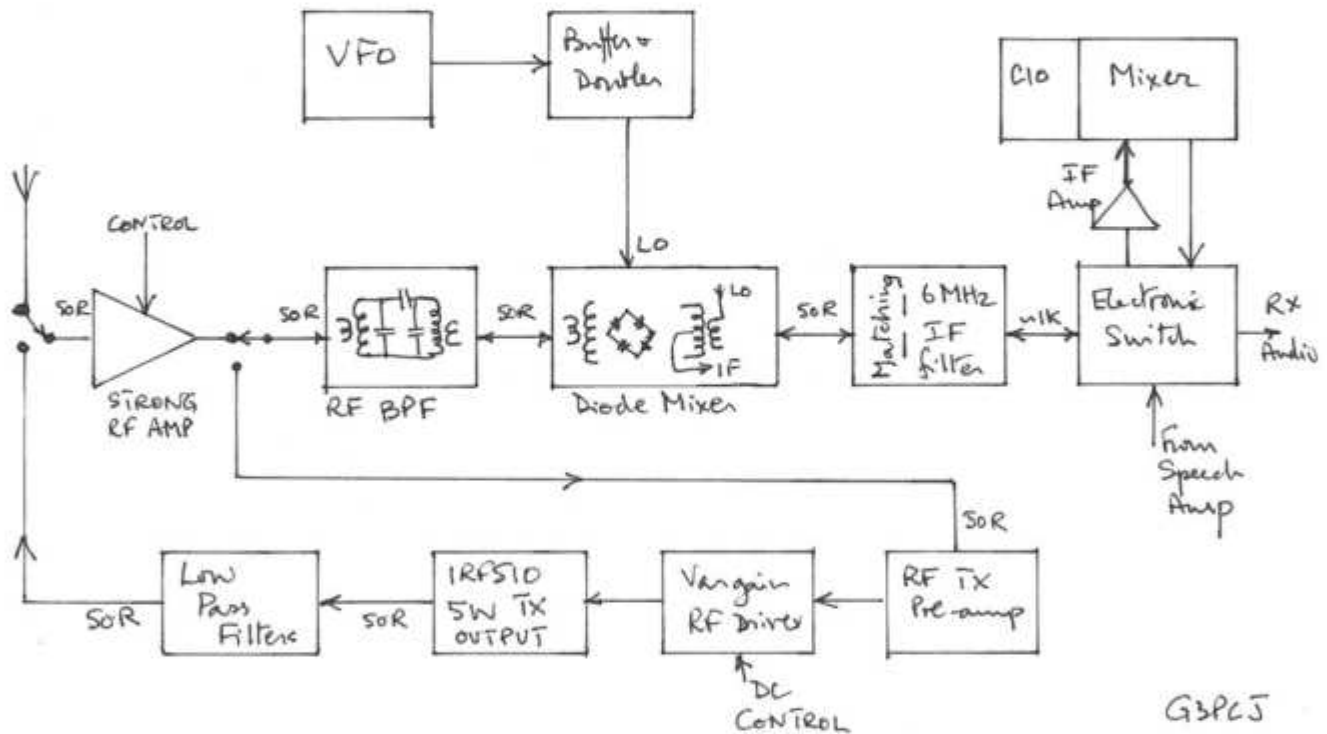 VFO
Buffer +
Doubler
CIO
Mixer
IF
Amp
CONTROL
LO
50R
STRONG
RF AMP
50R
RF BPF
50R
LO
IF
Diode Mixer
50R
Matching
6MHz
IF
filter
~1K
Electronic
Switch
Rx
Audio
From
Speech
Amp
50R
Low
Pass
Filters
50R
IRF510
5W TX
OUTPUT
50R
Vargain
RF Driver
DC
CONTROL
RF TX
Pre-amp
G3PCJ